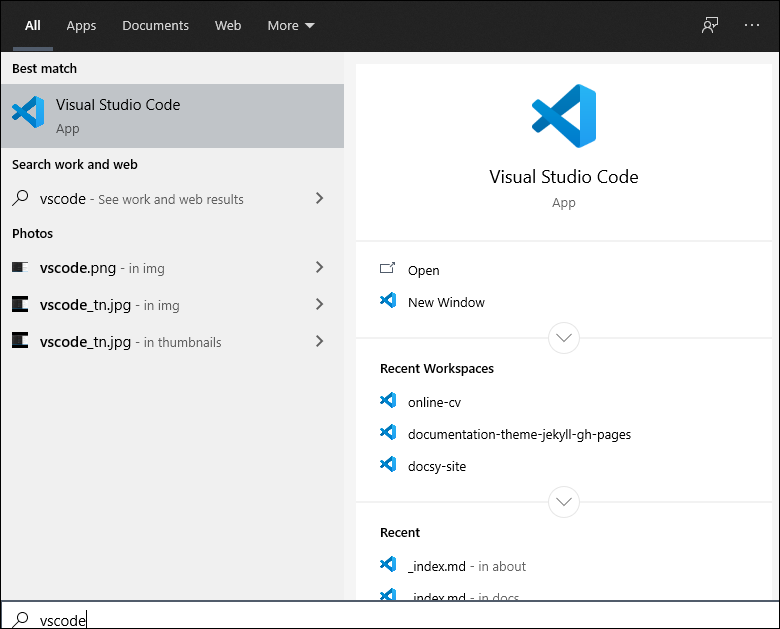 All Apps Documents Web More
Best match
Visual Studio Code
App
Search work and web
vscode - See work and web results
Photos
vscode.png - in img
vscode_tn.jpg - in img
vscode_tn.jpg - in thumbnails
Visual Studio Code
App
Open
New Window
Recent Workspaces
online-cv
documentation-theme-jekyll-gh-pages
docsy-site
Recent
_index.md - in about
_index.md - in docs
vscode